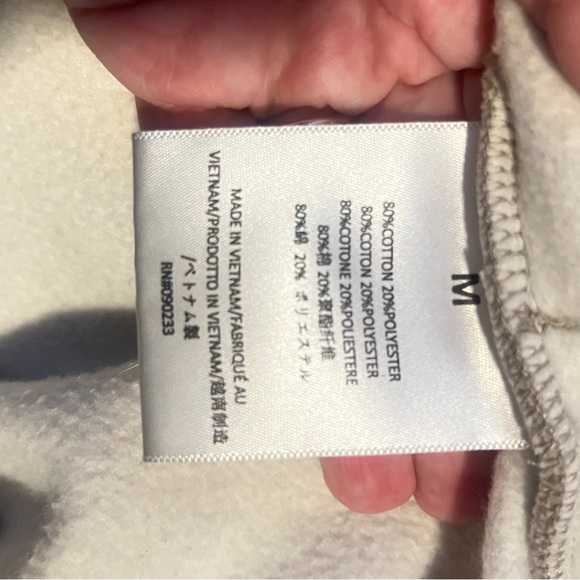 M
80%COTTON 20%POLYESTER
80%COTON 20%POLYESTER
80%COTONE 20%POLIESTERE
80%棉 20%聚酯纤维
80%綿 20% ポリエステル
MADE IN VIETNAM/FABRIQUÉ AU
VIETNAM/PRODOTTO IN VIETNAM/越南制造
/ベトナム製
RN#090233